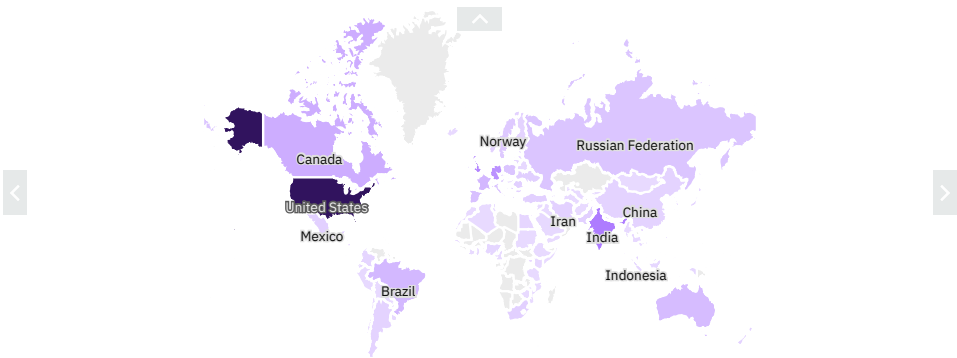 Norway
Russian Federation
Canada
United States
China
Iran
Mexico
India
Indonesia
Brazil